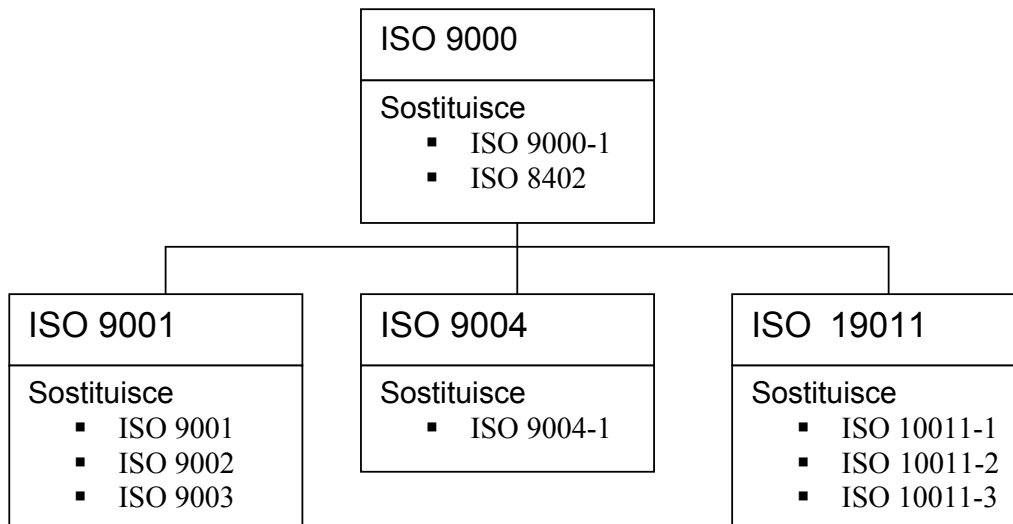 ISO 9000
Sostituisce
▪ ISO 9000-1
▪ ISO 8402
ISO 9001
Sostituisce
▪ ISO 9001
▪ ISO 9002
▪ ISO 9003
ISO 9004
Sostituisce
▪ ISO 9004-1
ISO 19011
Sostituisce
▪ ISO 10011-1
▪ ISO 10011-2
▪ ISO 10011-3